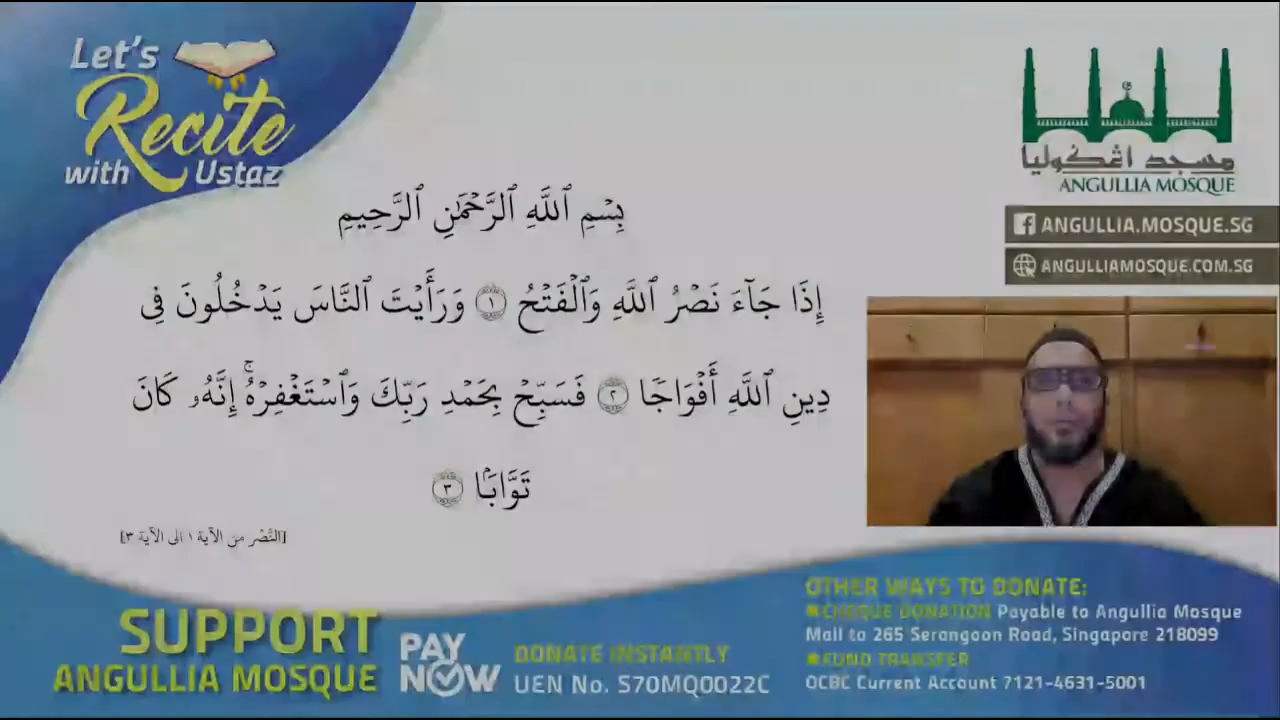 Let's
Recite
with Ustaz
مسجد اڠكوليا
ANGULLIA MOSQUE
ANGULLIA.MOSQUE.SG
ANGULLIAMOSQUE.COM.SG
بِسْمِ ٱللَّهِ ٱلرَّحْمَٰنِ ٱلرَّحِيمِ
إِذَا جَآءَ نَصْرُ ٱللَّهِ وَٱلْفَتْحُ ١ وَرَأَيْتَ ٱلنَّاسَ يَدْخُلُونَ فِى
دِينِ ٱللَّهِ أَفْوَاجًا ٢ فَسَبِّحْ بِحَمْدِ رَبِّكَ وَٱسْتَغْفِرْهُ ۚ إِنَّهُۥ كَانَ
تَوَّابًۢا ٣
[النَّصْر من الآية ١ الى الآية ٣]
SUPPORT
ANGULLIA MOSQUE
PAY
NOW
DONATE INSTANTLY
UEN No. S70MQ0022C
OTHER WAYS TO DONATE:
CHEQUE DONATION Payable to Angullia Mosque
Mail to 265 Serangoon Road, Singapore 218099
FUND TRANSFER
OCBC Current Account 7121-4631-5001